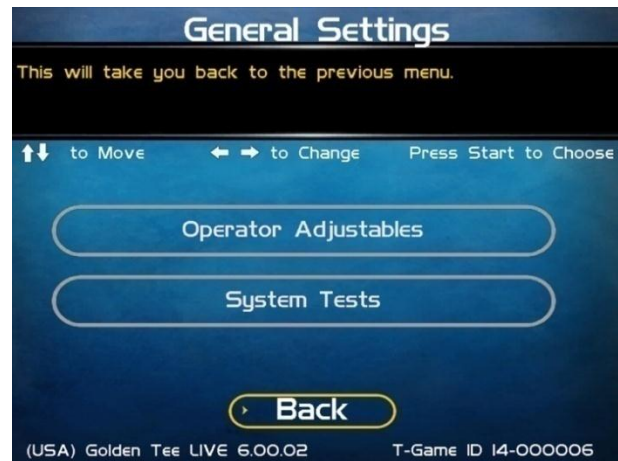 General Settings
This will take you back to the previous menu.
to Move to Change Press Start to Choose
Operator Adjustables
System Tests
Back
(USA) Golden Tee LIVE 6.00.02 T-Game ID 14-000006